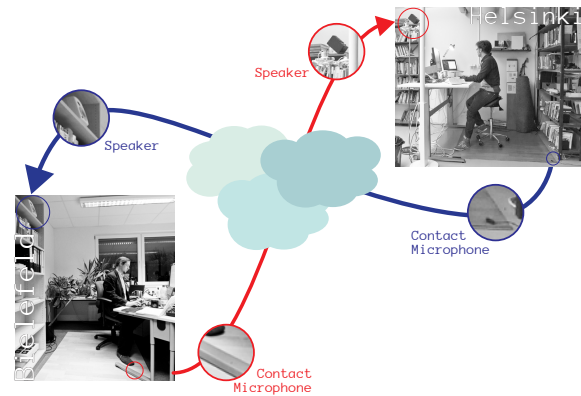 Helsinki
Speaker
Speaker
Contact
Microphone
Bielefeld
Contact
Microphone